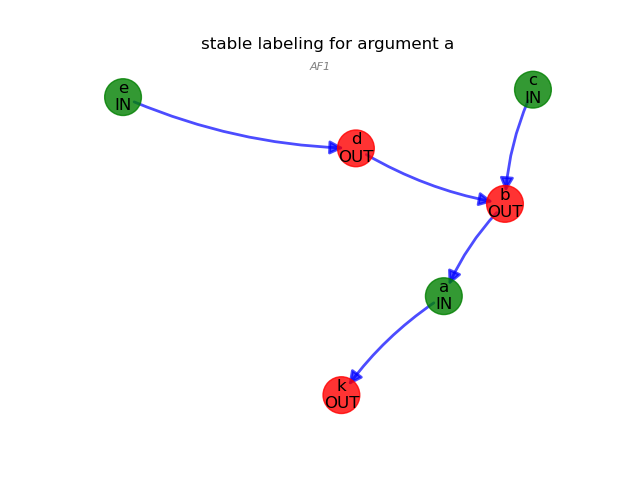 stable labeling for argument a
AF1
e
IN
c
IN
d
OUT
b
OUT
a
IN
k
OUT